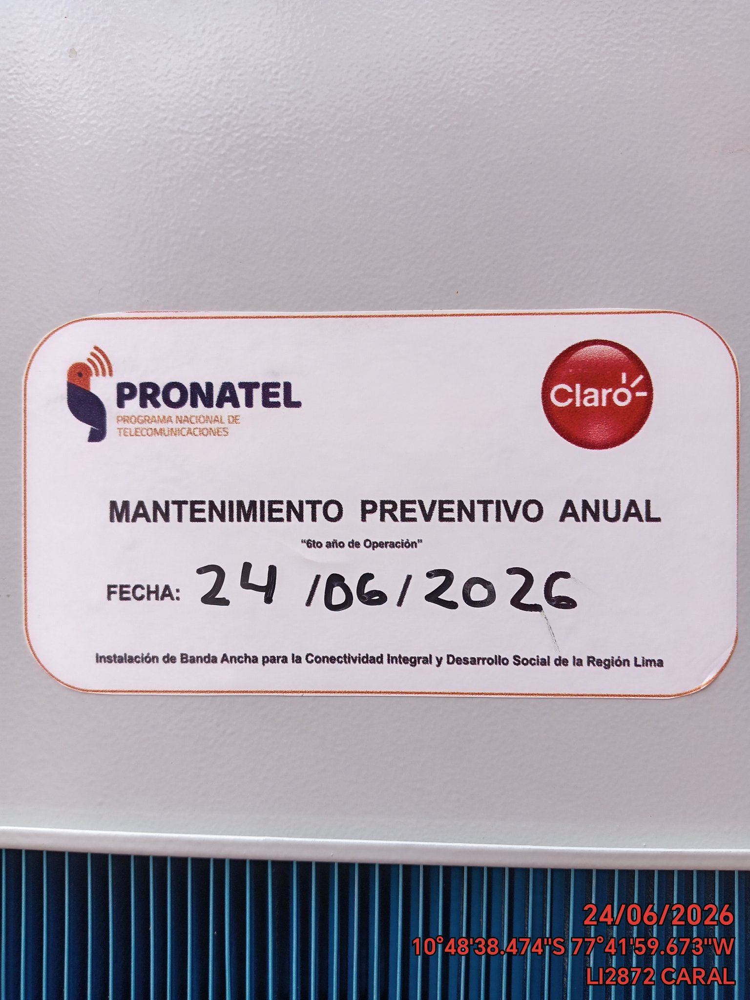 PRONATEL
PROGRAMA NACIONAL DE
TELECOMUNICACIONES
Claro
MANTENIMIENTO PREVENTIVO ANUAL
“6to año de Operación”
FECHA: 24 /06/2026
Instalación de Banda Ancha para la Conectividad Integral y Desarrollo Social de la Región Lima
24/06/2026
10°48'38.474"S 77°41'59.673"W
LI2872 CARAL